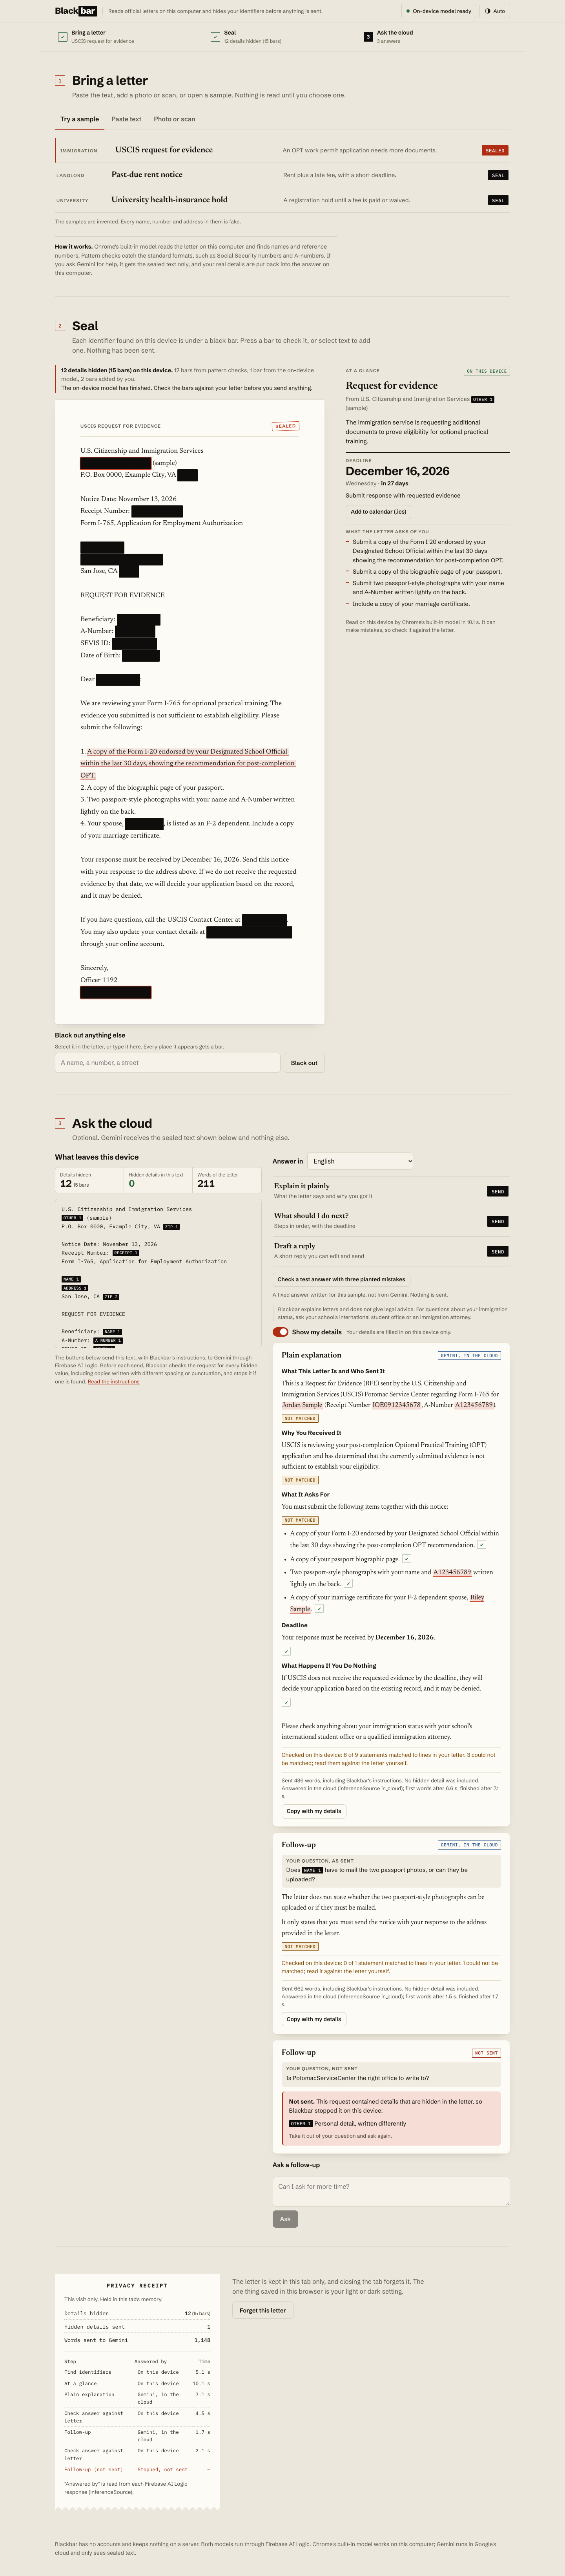 Blackbar
Reads official letters on this computer and hides your identifiers before anything is sent.
On-device model ready
Auto
Bring a letter
USCIS request for evidence
Seal
12 details hidden (15 bars)
3
Ask the cloud
3 answers
1
Bring a letter
Paste the text, add a photo or scan, or open a sample. Nothing is read until you choose one.
Try a sample
Paste text
Photo or scan
IMMIGRATION
USCIS request for evidence
An OPT work permit application needs more documents.
SEALED
LANDLORD
Past-due rent notice
Rent plus a late fee, with a short deadline.
SEAL
UNIVERSITY
University health-insurance hold
A registration hold until a fee is paid or waived.
SEAL
The samples are invented. Every name, number and address in them is fake.
How it works. Chrome's built-in model reads the letter on this computer and finds names and reference
numbers. Pattern checks catch the standard formats, such as Social Security numbers and A-numbers. If
you ask Gemini for help, it gets the sealed text only, and your real details are put back into the answer on
this computer.
2
Seal
Each identifier found on this device is under a black bar. Press a bar to check it, or select text to add
one. Nothing has been sent.
12 details hidden (15 bars) on this device. 12 bars from pattern checks, 1 bar from the on-device
model, 2 bars added by you.
The on-device model has finished. Check the bars against your letter before you send anything.
USCIS REQUEST FOR EVIDENCE
SEALED
U.S. Citizenship and Immigration Services
(sample)
P.O. Box 0000, Example City, VA
Notice Date: November 13, 2026
Receipt Number:
Form I-765, Application for Employment Authorization
San Jose, CA
REQUEST FOR EVIDENCE
Beneficiary:
A-Number:
SEVIS ID:
Date of Birth:
Dear :
We are reviewing your Form I-765 for optional practical training. The
evidence you submitted is not sufficient to establish eligibility. Please
submit the following:
1. A copy of the Form I-20 endorsed by your Designated School Official
within the last 30 days, showing the recommendation for post-completion
OPT.
2. A copy of the biographic page of your passport.
3. Two passport-style photographs with your name and A-Number written
lightly on the back.
4. Your spouse, , is listed as an F-2 dependent. Include a copy
of your marriage certificate.
Your response must be received by December 16, 2026. Send this notice
with your response to the address above. If we do not receive the requested
evidence by that date, we will decide your application based on the record,
and it may be denied.
If you have questions, call the USCIS Contact Center at .
You may also update your contact details at
through your online account.
Sincerely,
Officer 1192
AT A GLANCE
ON THIS DEVICE
Request for evidence
From U.S. Citizenship and Immigration Services OTHER 1
(sample)
The immigration service is requesting additional
documents to prove eligibility for optional practical
training.
DEADLINE
December 16, 2026
Wednesday · in 27 days
Submit response with requested evidence
Add to calendar (.ics)
WHAT THE LETTER ASKS OF YOU
– Submit a copy of the Form I-20 endorsed by your
Designated School Official within the last 30 days
showing the recommendation for post-completion OPT.
– Submit a copy of the biographic page of your passport.
– Submit two passport-style photographs with your name
and A-Number written lightly on the back.
– Include a copy of your marriage certificate.
Read on this device by Chrome's built-in model in 10.1 s. It can
make mistakes, so check it against the letter.
Black out anything else
Select it in the letter, or type it here. Every place it appears gets a bar.
A name, a number, a street
Black out
3
Ask the cloud
Optional. Gemini receives the sealed text shown below and nothing else.
What leaves this device
Details hidden
12 15 bars
Hidden details in this text
0
Words of the letter
211
U.S. Citizenship and Immigration Services
OTHER 1 (sample)
P.O. Box 0000, Example City, VA ZIP 1
Notice Date: November 13, 2026
Receipt Number: RECEIPT 1
Form I-765, Application for Employment Authorization
NAME 1
ADDRESS 1
San Jose, CA ZIP 2
REQUEST FOR EVIDENCE
Beneficiary: NAME 1
A-Number: A NUMBER 1
The buttons below send this text, with Blackbar's instructions, to Gemini through
Firebase AI Logic. Before each send, Blackbar checks the request for every hidden
value, including copies written with different spacing or punctuation, and stops it if
one is found. Read the instructions
Answer in
English
Explain it plainly
What the letter says and why you got it
SEND
What should I do next?
Steps in order, with the deadline
SEND
Draft a reply
A short reply you can edit and send
SEND
Check a test answer with three planted mistakes
A fixed answer written for this sample, not from Gemini. Nothing is sent.
Blackbar explains letters and does not give legal advice. For questions about your immigration
status, ask your school's international student office or an immigration attorney.
Show my details
Your details are filled in on this device only.
Plain explanation
GEMINI, IN THE CLOUD
What This Letter Is and Who Sent It
This is a Request for Evidence (RFE) sent by the U.S. Citizenship and
Immigration Services (USCIS) Potomac Service Center regarding Form I-765 for
Jordan Sample (Receipt Number IOE0912345678, A-Number A123456789).
NOT MATCHED
Why You Received It
USCIS is reviewing your post-completion Optional Practical Training (OPT)
application and has determined that the currently submitted evidence is not
sufficient to establish your eligibility.
NOT MATCHED
What It Asks For
You must submit the following items together with this notice:
NOT MATCHED
• A copy of your Form I-20 endorsed by your Designated School Official within
the last 30 days showing the post-completion OPT recommendation.
• A copy of your passport biographic page.
• Two passport-style photographs with your name and A123456789 written
lightly on the back.
• A copy of your marriage certificate for your F-2 dependent spouse, Riley
Sample.
Deadline
Your response must be received by December 16, 2026.
What Happens If You Do Nothing
If USCIS does not receive the requested evidence by the deadline, they will
decide your application based on the existing record, and it may be denied.
Please check anything about your immigration status with your school's
international student office or a qualified immigration attorney.
Checked on this device: 6 of 9 statements matched to lines in your letter. 3 could not
be matched; read them against the letter yourself.
Sent 486 words, including Blackbar's instructions. No hidden detail was included.
Answered in the cloud (inferenceSource in_cloud); first words after 6.6 s, finished after 7.1
s.
Copy with my details
Follow-up
GEMINI, IN THE CLOUD
YOUR QUESTION, AS SENT
Does NAME 1 have to mail the two passport photos, or can they be
uploaded?
The letter does not state whether the two passport-style photographs can be
uploaded or if they must be mailed.
It only states that you must send the notice with your response to the address
provided in the letter.
NOT MATCHED
Checked on this device: 0 of 1 statement matched to lines in your letter. 1 could not be
matched; read it against the letter yourself.
Sent 662 words, including Blackbar's instructions. No hidden detail was included.
Answered in the cloud (inferenceSource in_cloud); first words after 1.5 s, finished after 1.7
s.
Copy with my details
Follow-up
NOT SENT
YOUR QUESTION, NOT SENT
Is PotomacServiceCenter the right office to write to?
Not sent. This request contained details that are hidden in the letter, so
Blackbar stopped it on this device:
OTHER 1 Personal detail, written differently
Take it out of your question and ask again.
Ask a follow-up
Can I ask for more time?
Ask
PRIVACY RECEIPT
This visit only. Held in this tab's memory.
Details hidden 12 (15 bars)
Hidden details sent 1
Words sent to Gemini 1,148
Step Answered by Time
Find identifiers On this device 5.1 s
At a glance On this device 10.1 s
Plain explanation Gemini, in the cloud 7.1 s
Check answer against letter On this device 4.5 s
Follow-up Gemini, in the cloud 1.7 s
Check answer against letter On this device 2.1 s
Follow-up (not sent) Stopped, not sent —
"Answered by" is read from each Firebase AI Logic
response (inferenceSource).
The letter is kept in this tab only, and closing the tab forgets it. The
one thing saved in this browser is your light or dark setting.
Forget this letter
Blackbar has no accounts and keeps nothing on a server. Both models run through Firebase AI Logic. Chrome's built-in model works on this computer; Gemini runs in Google's
cloud and only sees sealed text.